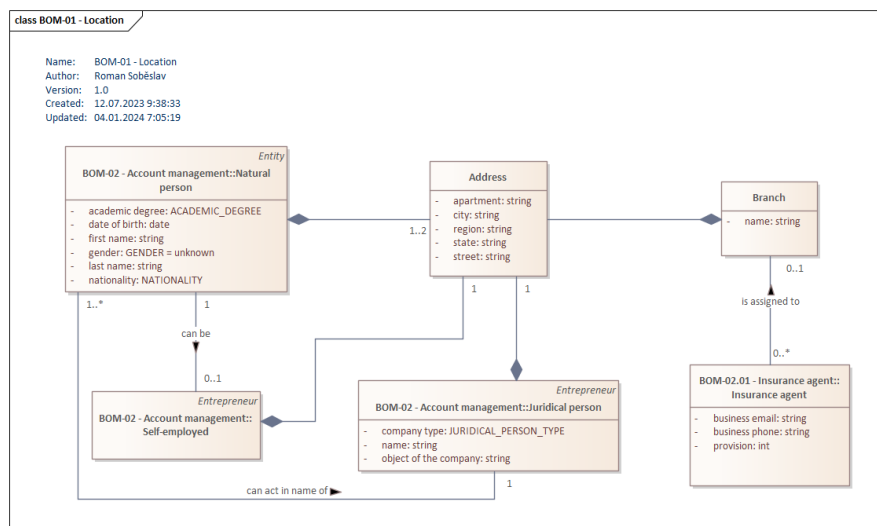 class BOM-01 - Location
Name: BOM-01 - Location
Author: Roman Soběslav
Version: 1.0
Created: 12.07.2023 9:38:33
Updated: 04.01.2024 7:05:19
Entity
BOM-02 - Account management::Natural
person
- academic degree: ACADEMIC_DEGREE
- date of birth: date
- first name: string
- gender: GENDER = unknown
- last name: string
- nationality: NATIONALITY
Address
- apartment: string
- city: string
- region: string
- state: string
- street: string
Branch
- name: string
1..2
0..1
1..*
1
1
1
can be
is assigned to
0..1
0..*
Entrepreneur
BOM-02 - Account management::
Self-employed
Entrepreneur
BOM-02 - Account management::Juridical person
- company type: JURIDICAL_PERSON_TYPE
- name: string
- object of the company: string
BOM-02.01 - Insurance agent::
Insurance agent
- business email: string
- business phone: string
- provision: int
can act in name of
1